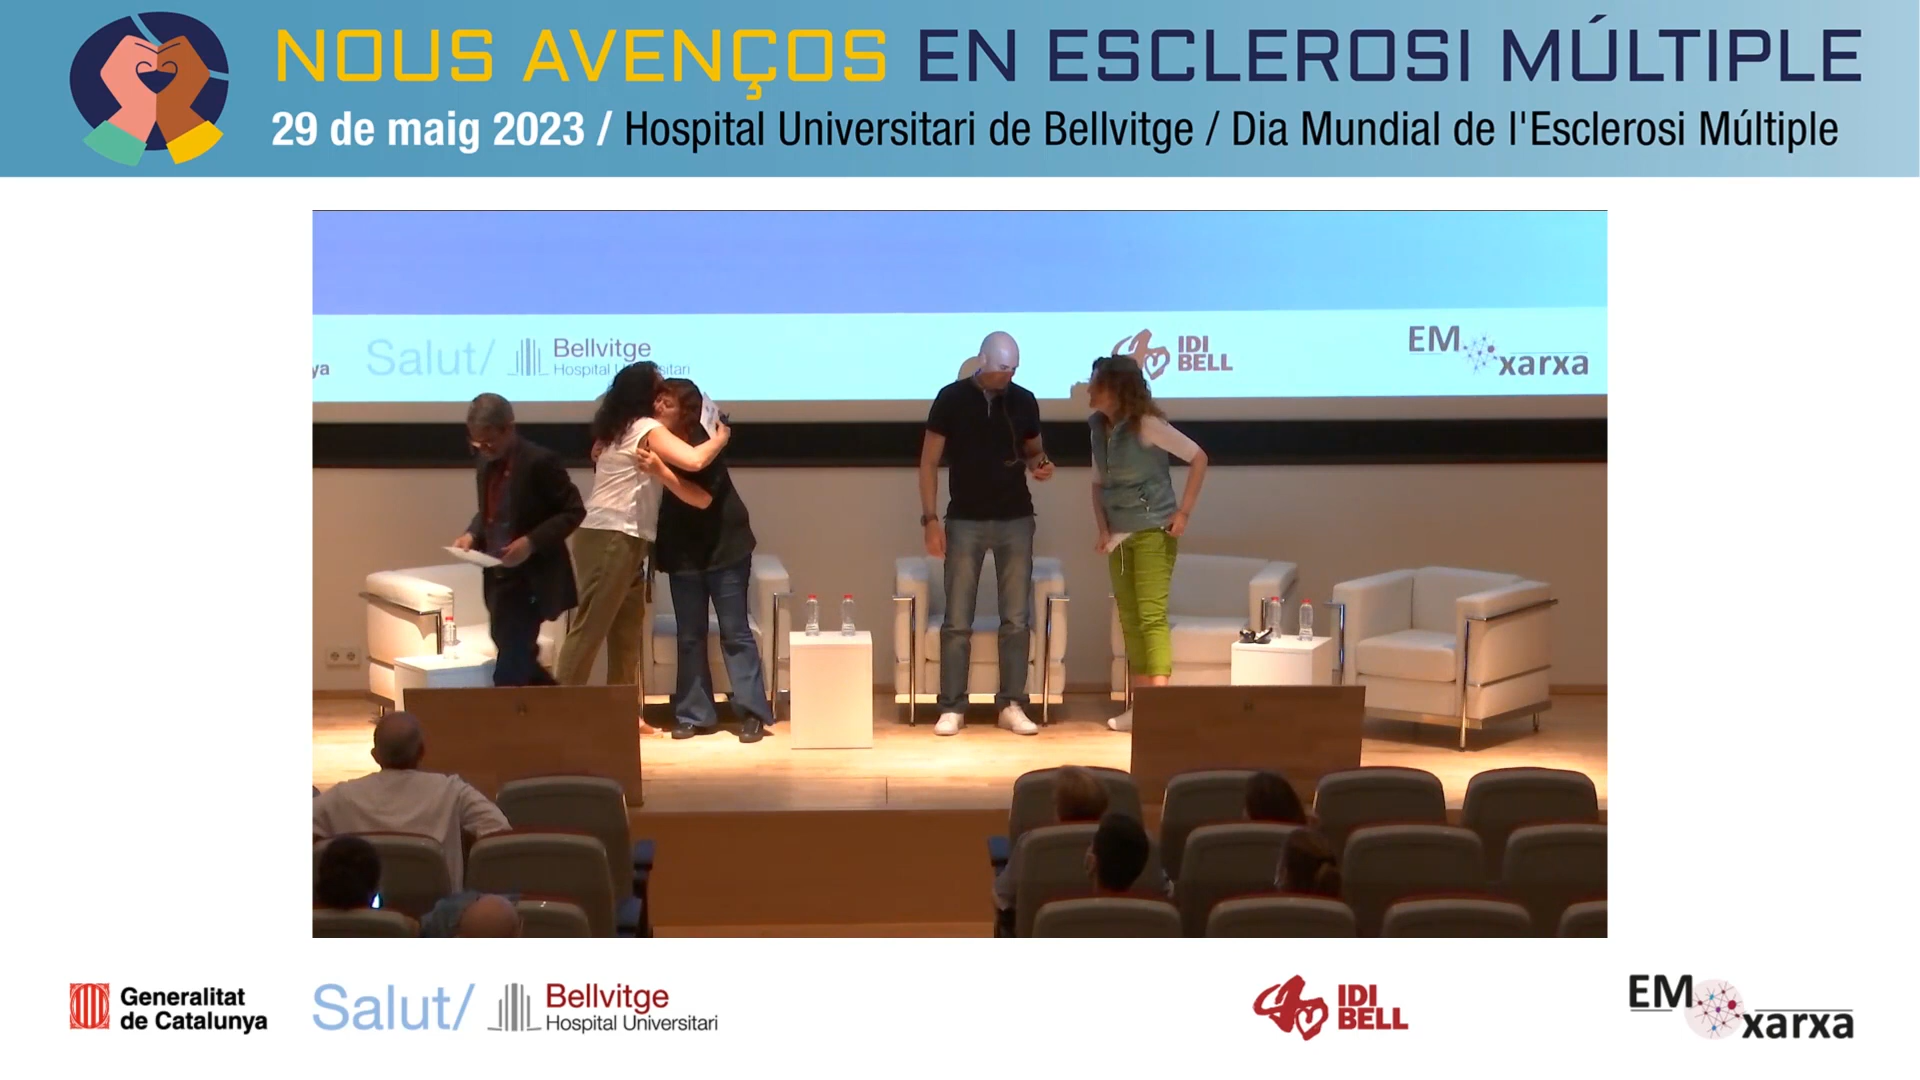 NOUS AVENÇOS EN ESCLEROSI MÚLTIPLE
29 de maig 2023 / Hospital Universitari de Bellvitge / Dia Mundial de l'Esclerosi Múltiple
ya
Salut/
Bellvitge
Hospital Universitari
IDI
BELL
EM
xarxa
Generalitat
de Catalunya
Salut/
Bellvitge
Hospital Universitari
IDI
BELL
EM
xarxa